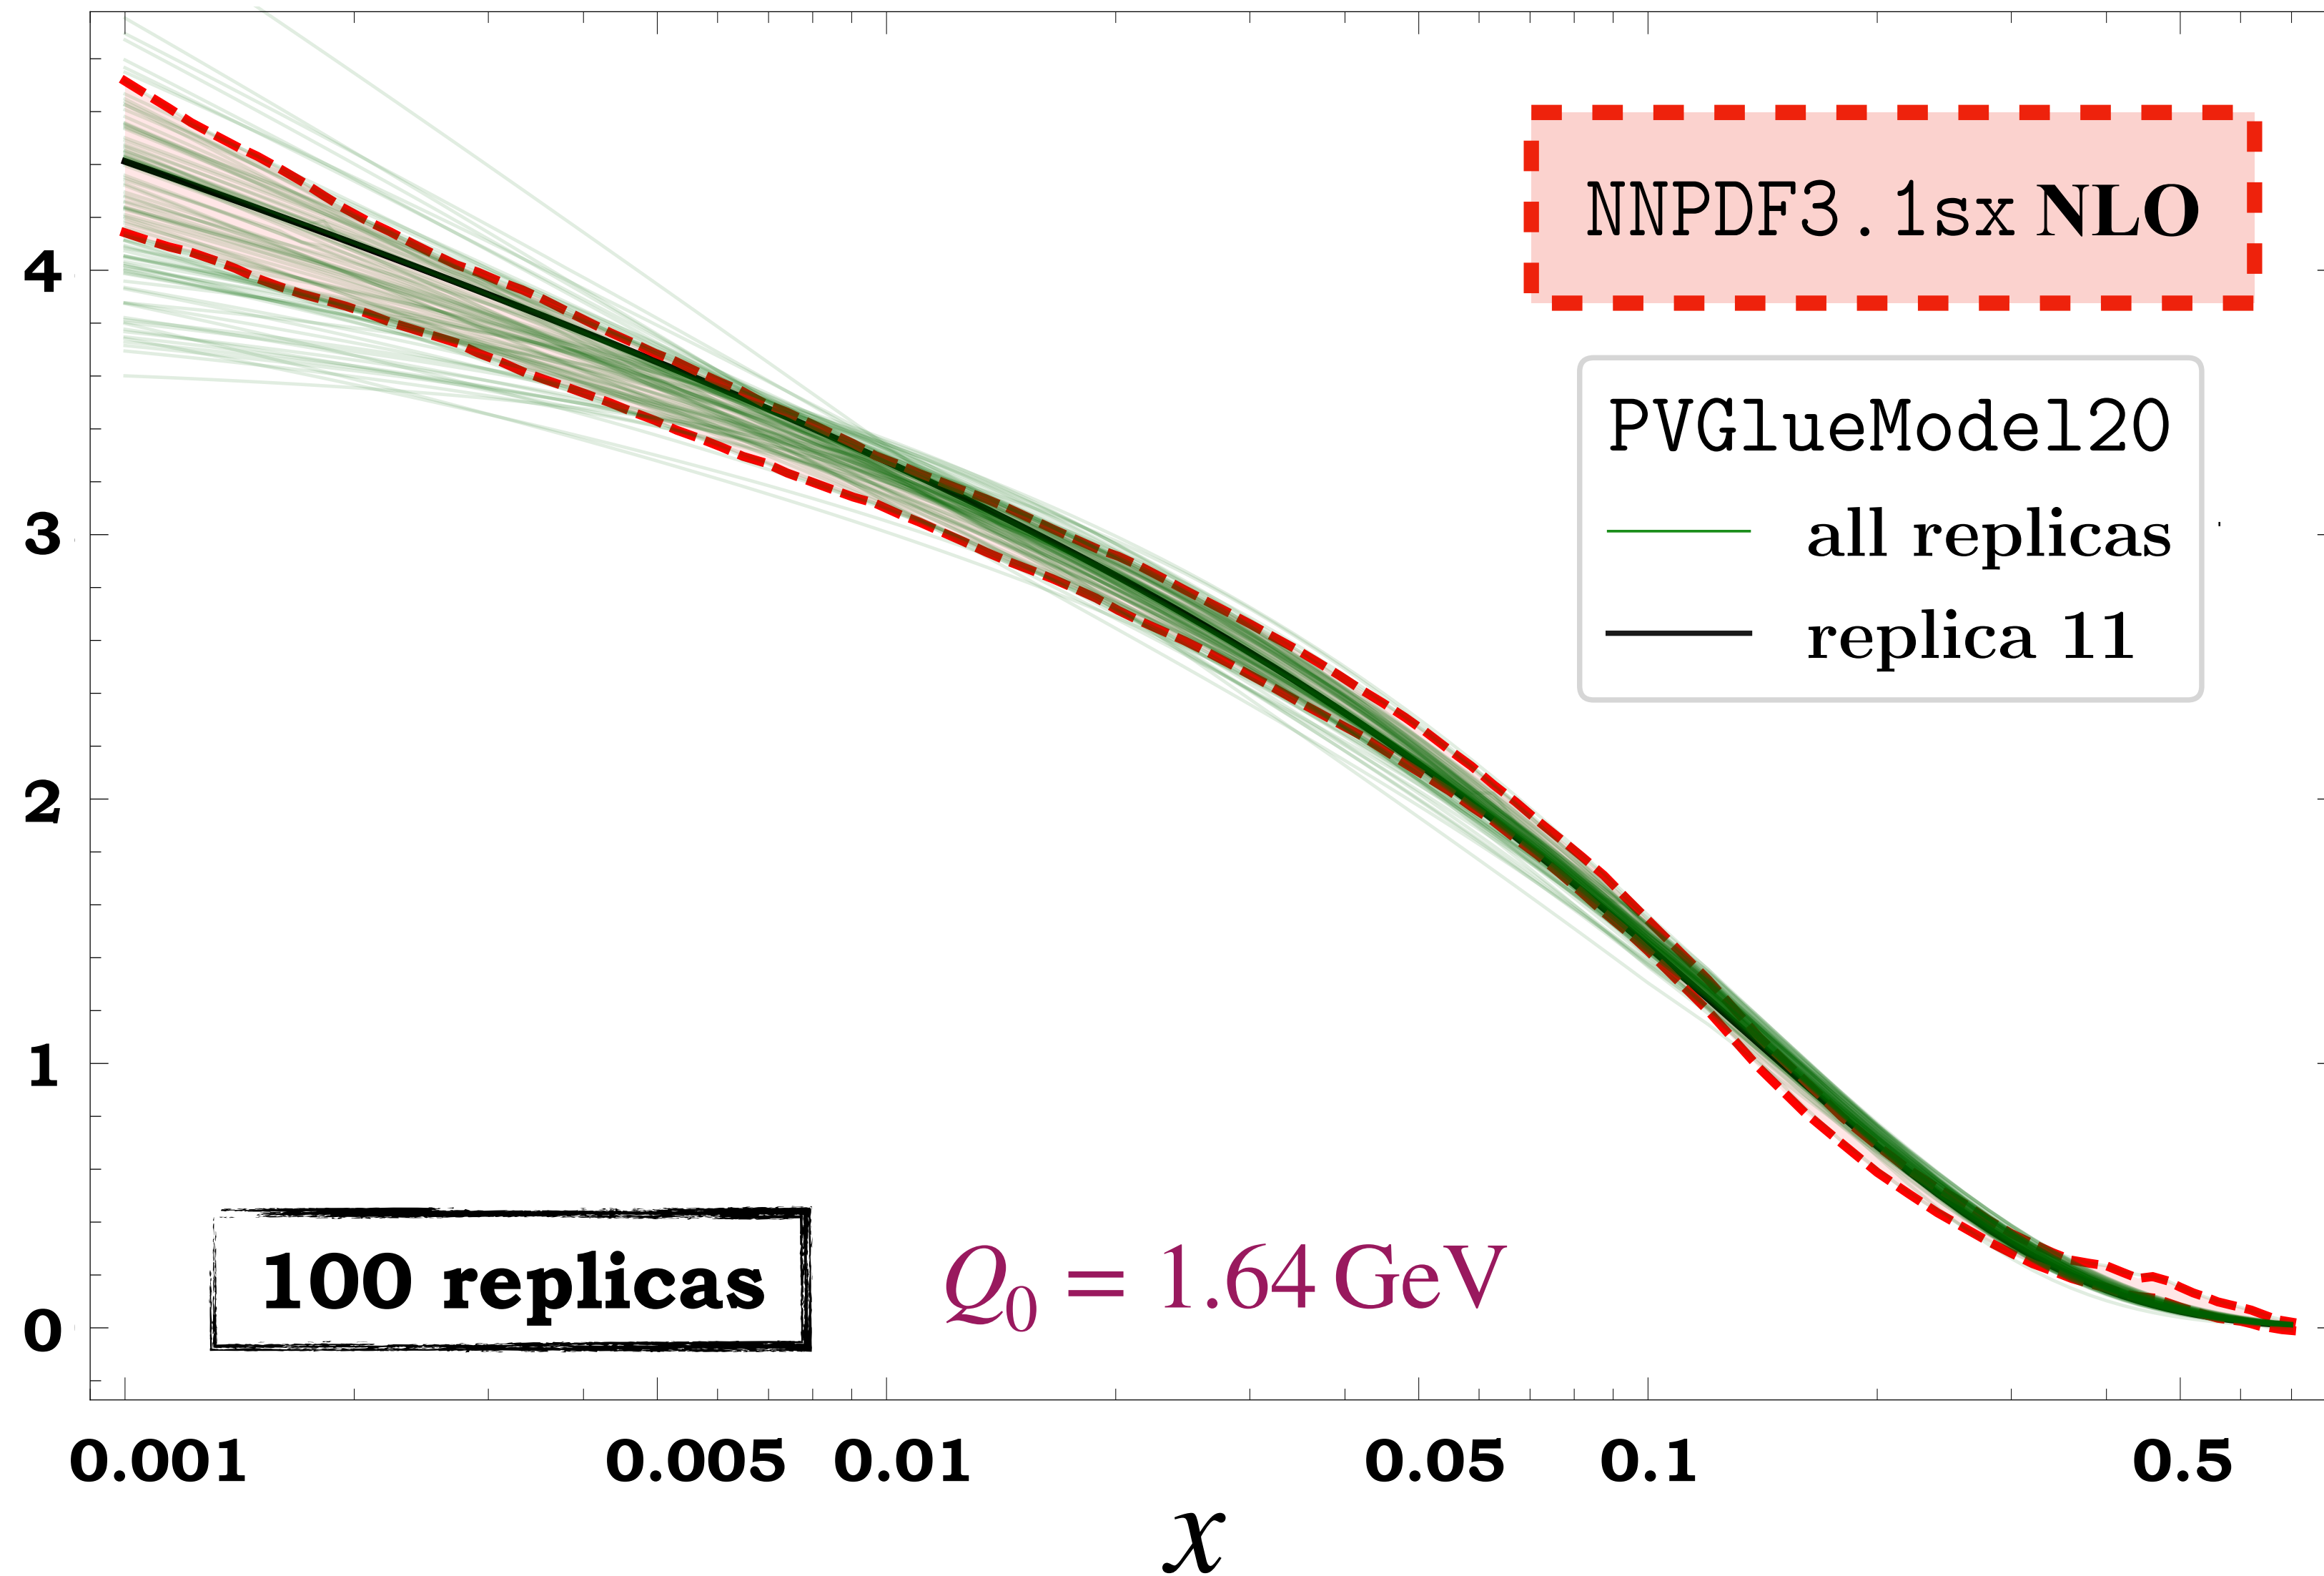 NNPDF3.1sx NLO
PVGlueModel20
all replicas
replica 11
4
3
2
1
0
100 replicas
Q0 = 1.64 GeV
0.001 0.005 0.01 0.05 0.1 0.5
x